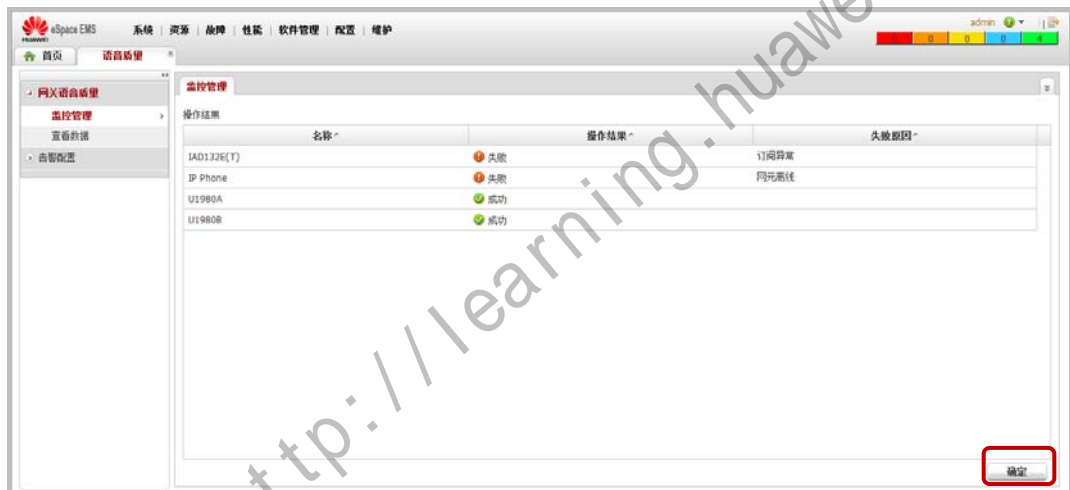 HUAWEI
eSpace EMS 系统 | 资源 | 故障 | 性能 | 软件管理 | 配置 | 维护
admin
0 0 0 0 4
首页 语音质量
网关语音质量
监控管理
查看数据
告警配置
监控管理
操作结果
名称 操作结果 失败原因
IAD132E(T) 失败 订阅异常
IP Phone 失败 网元离线
U1980A 成功
U1980B 成功
确定
ttp://learning.huawe